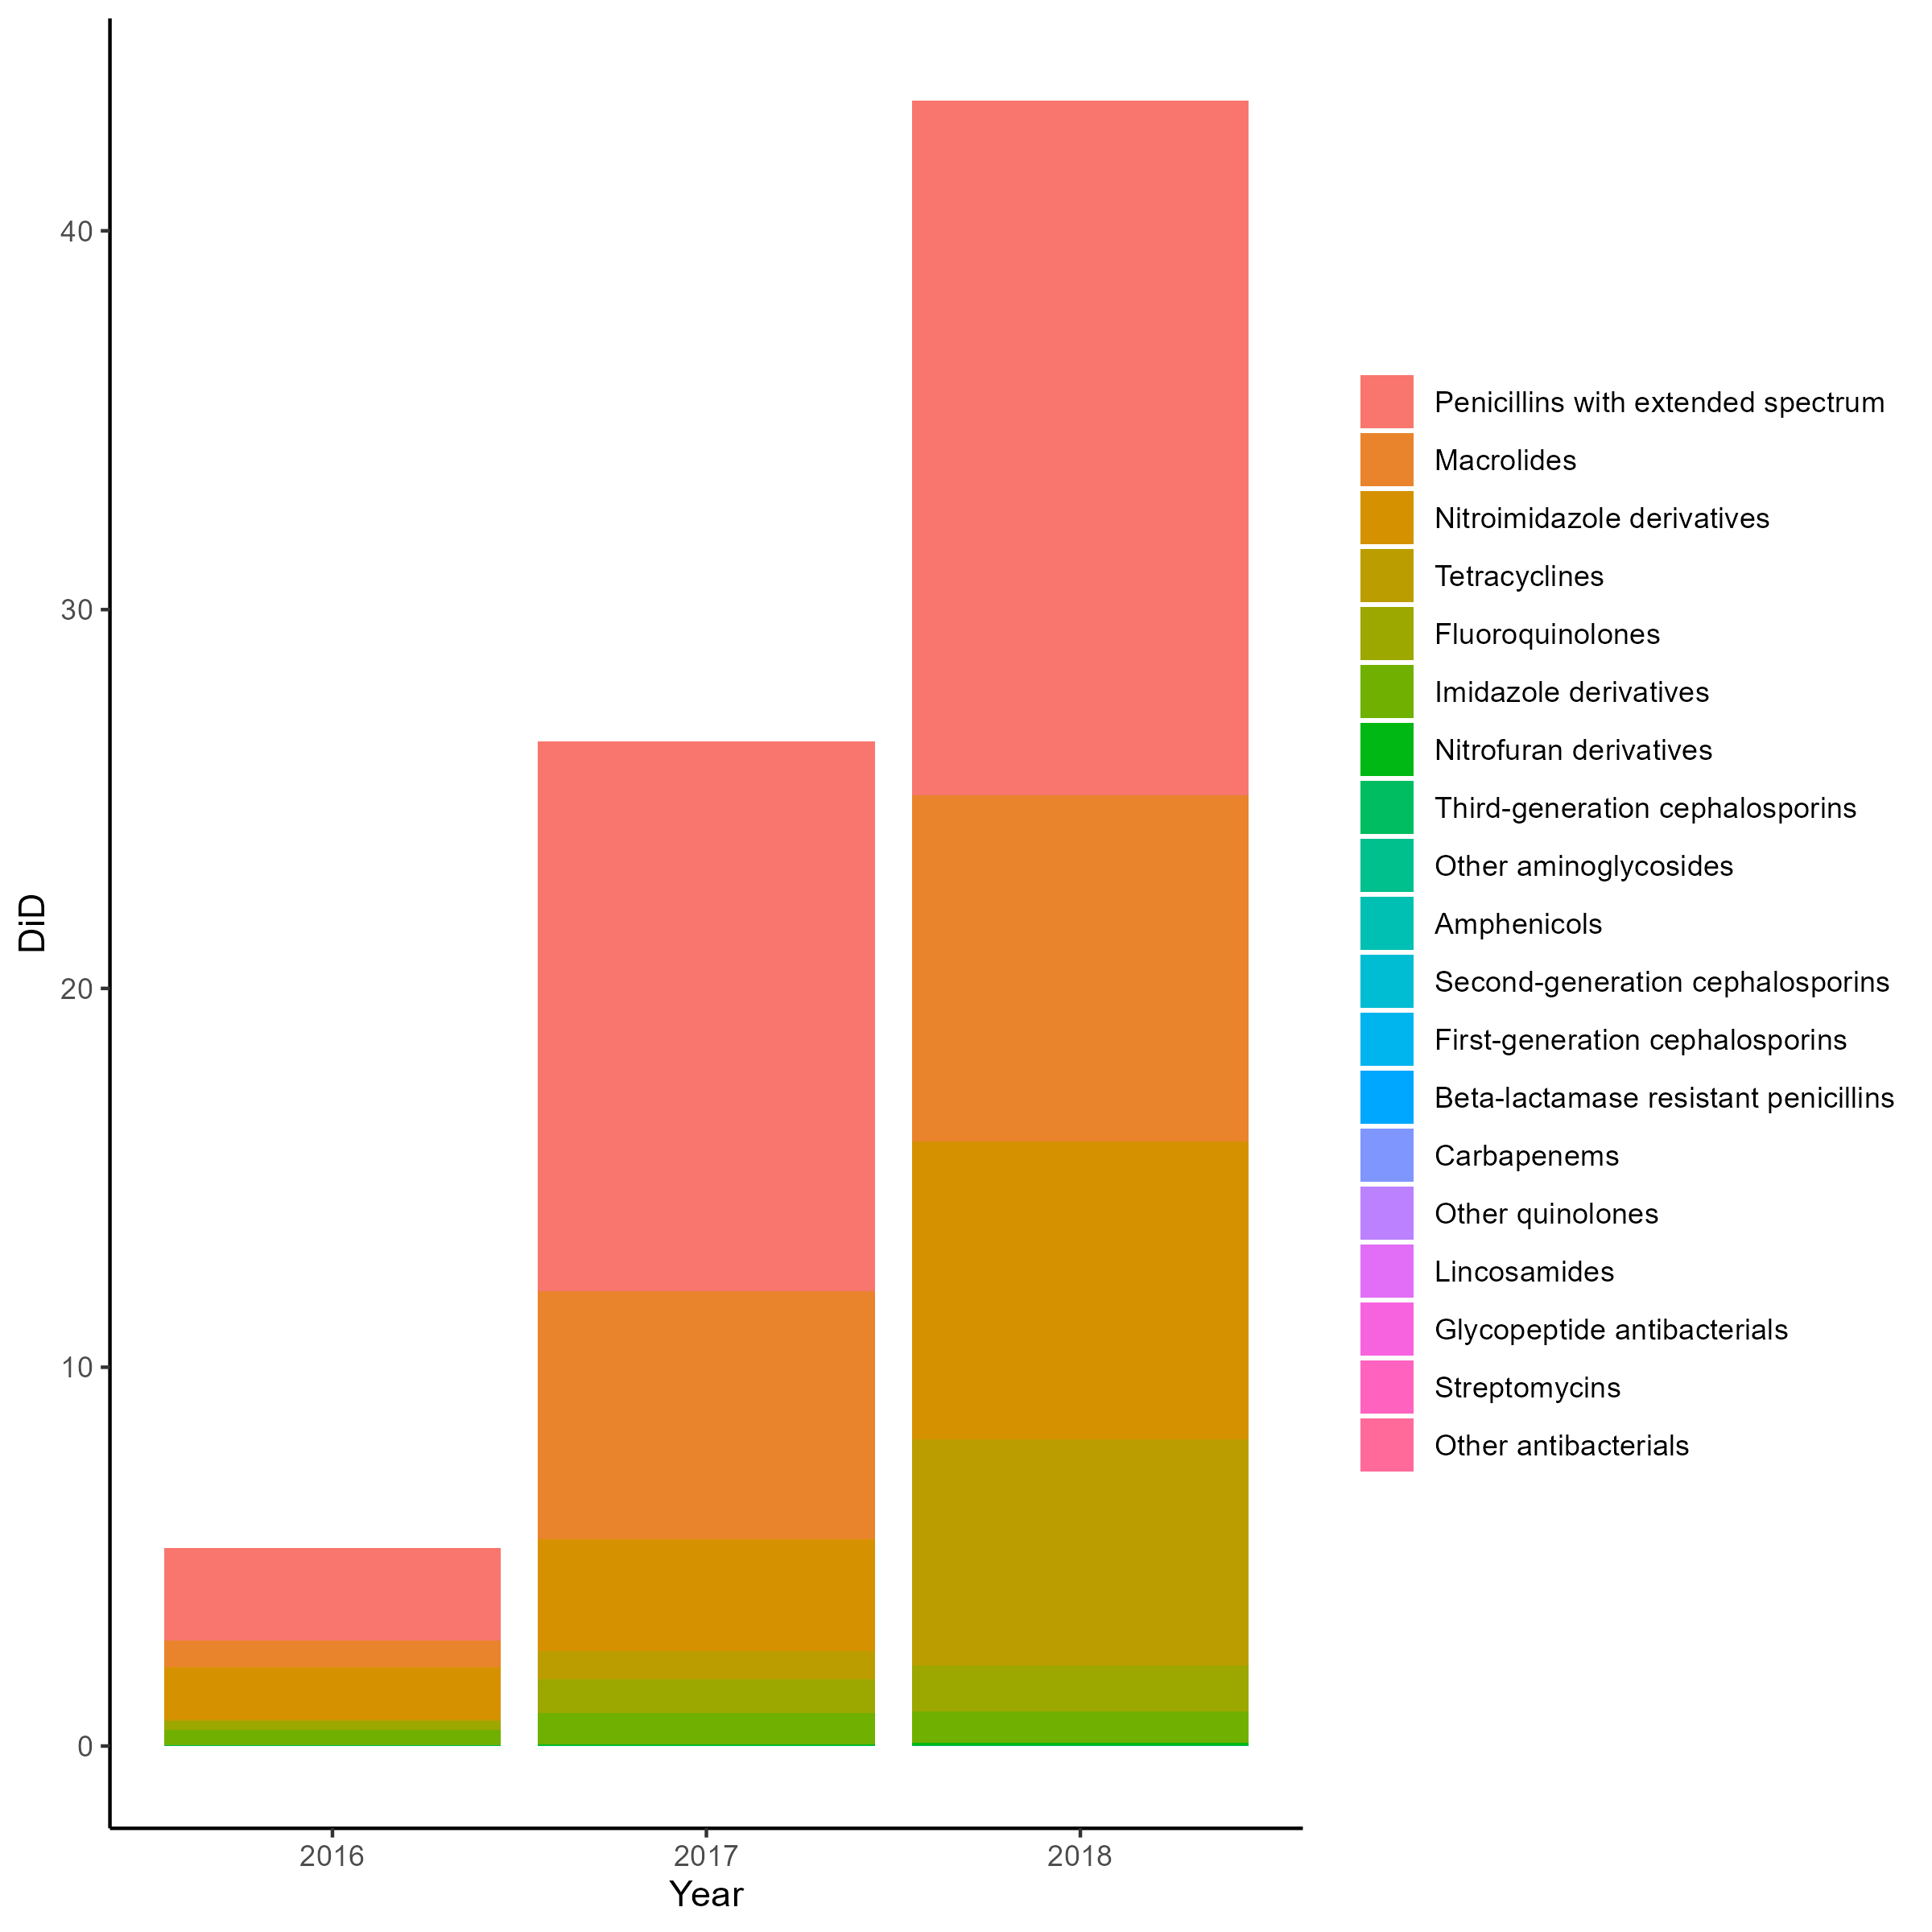 DiD
40
30
20
10
0
2016
2017
2018
Year
Penicillins with extended spectrum
Macrolides
Nitroimidazole derivatives
Tetracyclines
Fluoroquinolones
Imidazole derivatives
Nitrofuran derivatives
Third-generation cephalosporins
Other aminoglycosides
Amphenicols
Second-generation cephalosporins
First-generation cephalosporins
Beta-lactamase resistant penicillins
Carbapenems
Other quinolones
Lincosamides
Glycopeptide antibacterials
Streptomycins
Other antibacterials